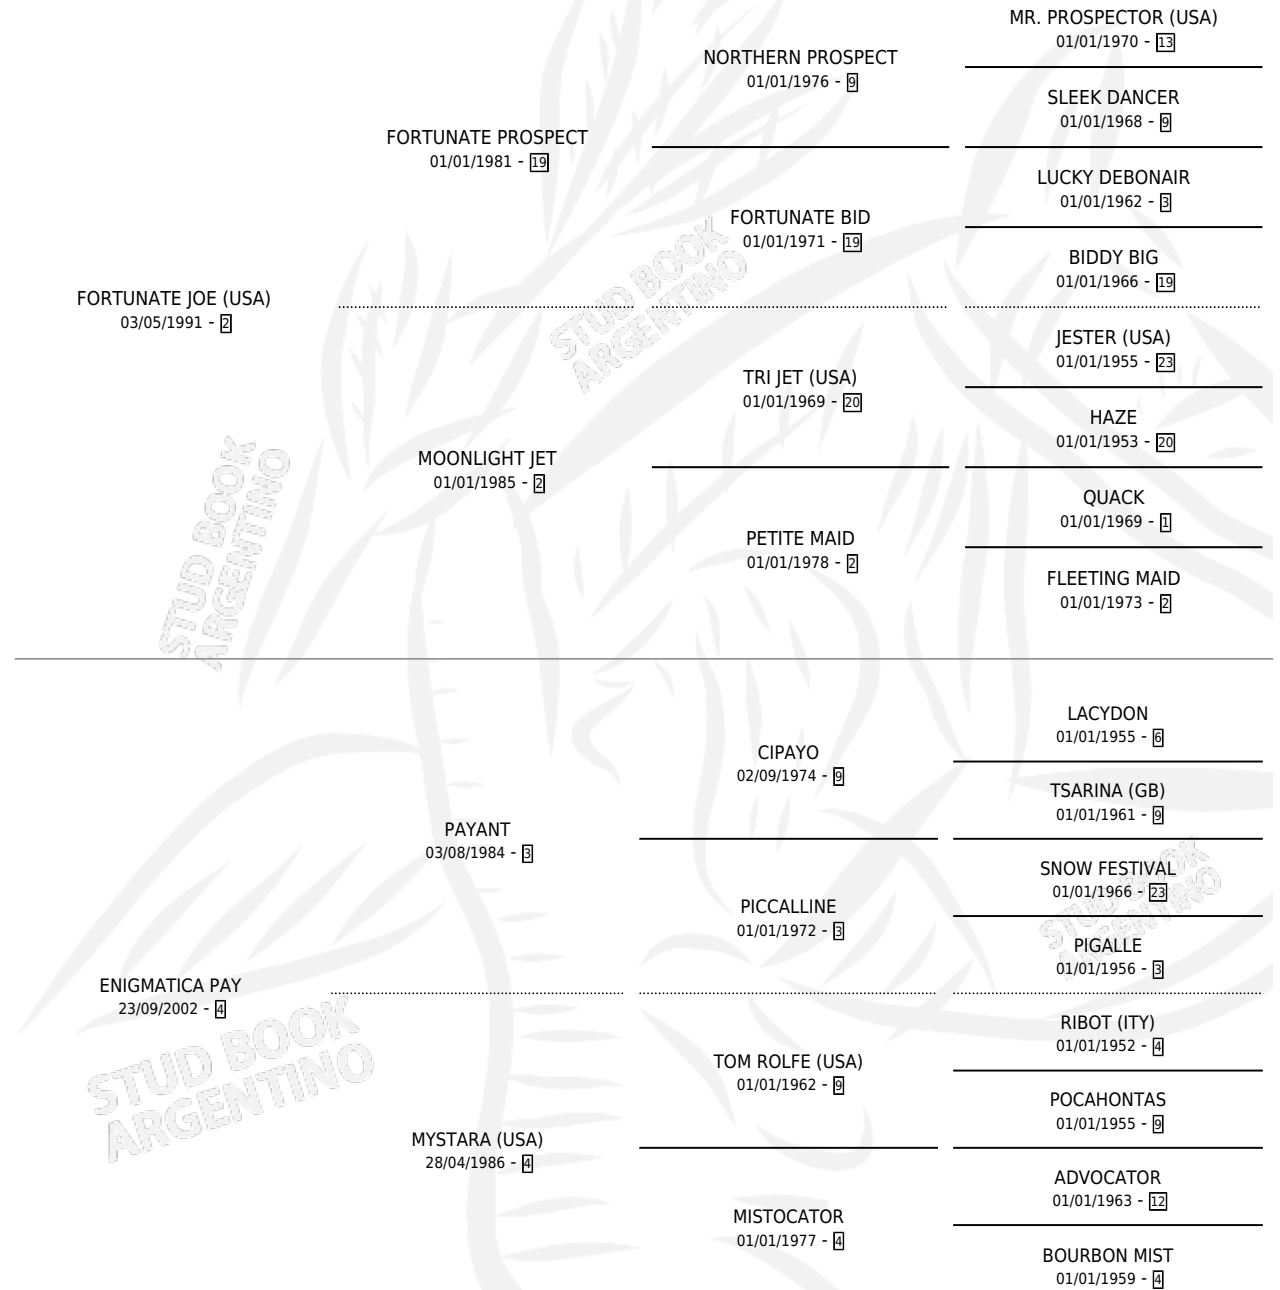 MR. PROSPECTOR (USA)
01/01/1970 - 13
NORTHERN PROSPECT
01/01/1976 - 9
SLEEK DANCER
01/01/1968 - 9
FORTUNATE PROSPECT
01/01/1981 - 19
LUCKY DEBONAIR
01/01/1962 - 3
FORTUNATE BID
01/01/1971 - 19
BIDDY BIG
01/01/1966 - 19
FORTUNATE JOE (USA)
03/05/1991 - 2
STUD BOOK
ARGENTINO
JESTER (USA)
01/01/1955 - 23
TRI JET (USA)
01/01/1969 - 20
HAZE
01/01/1953 - 20
MOONLIGHT JET
01/01/1985 - 2
QUACK
01/01/1969 - 1
PETITE MAID
01/01/1978 - 2
FLEETING MAID
01/01/1973 - 2
STUD BOOK
ARGENTINO
LACYDON
01/01/1955 - 6
CIPAYO
02/09/1974 - 9
TSARINA (GB)
01/01/1961 - 9
PAYANT
03/08/1984 - 3
SNOW FESTIVAL
01/01/1966 - 23
PICCALLINE
01/01/1972 - 3
PIGALLE
01/01/1956 - 3
STUD BOOK
ARGENTINO
ENIGMATICA PAY
23/09/2002 - 4
STUD BOOK
ARGENTINO
RIBOT (ITY)
01/01/1952 - 4
TOM ROLFE (USA)
01/01/1962 - 9
POCAHONTAS
01/01/1955 - 9
MYSTARA (USA)
28/04/1986 - 4
ADVOCATOR
01/01/1963 - 12
MISTOCATOR
01/01/1977 - 4
BOURBON MIST
01/01/1959 - 4